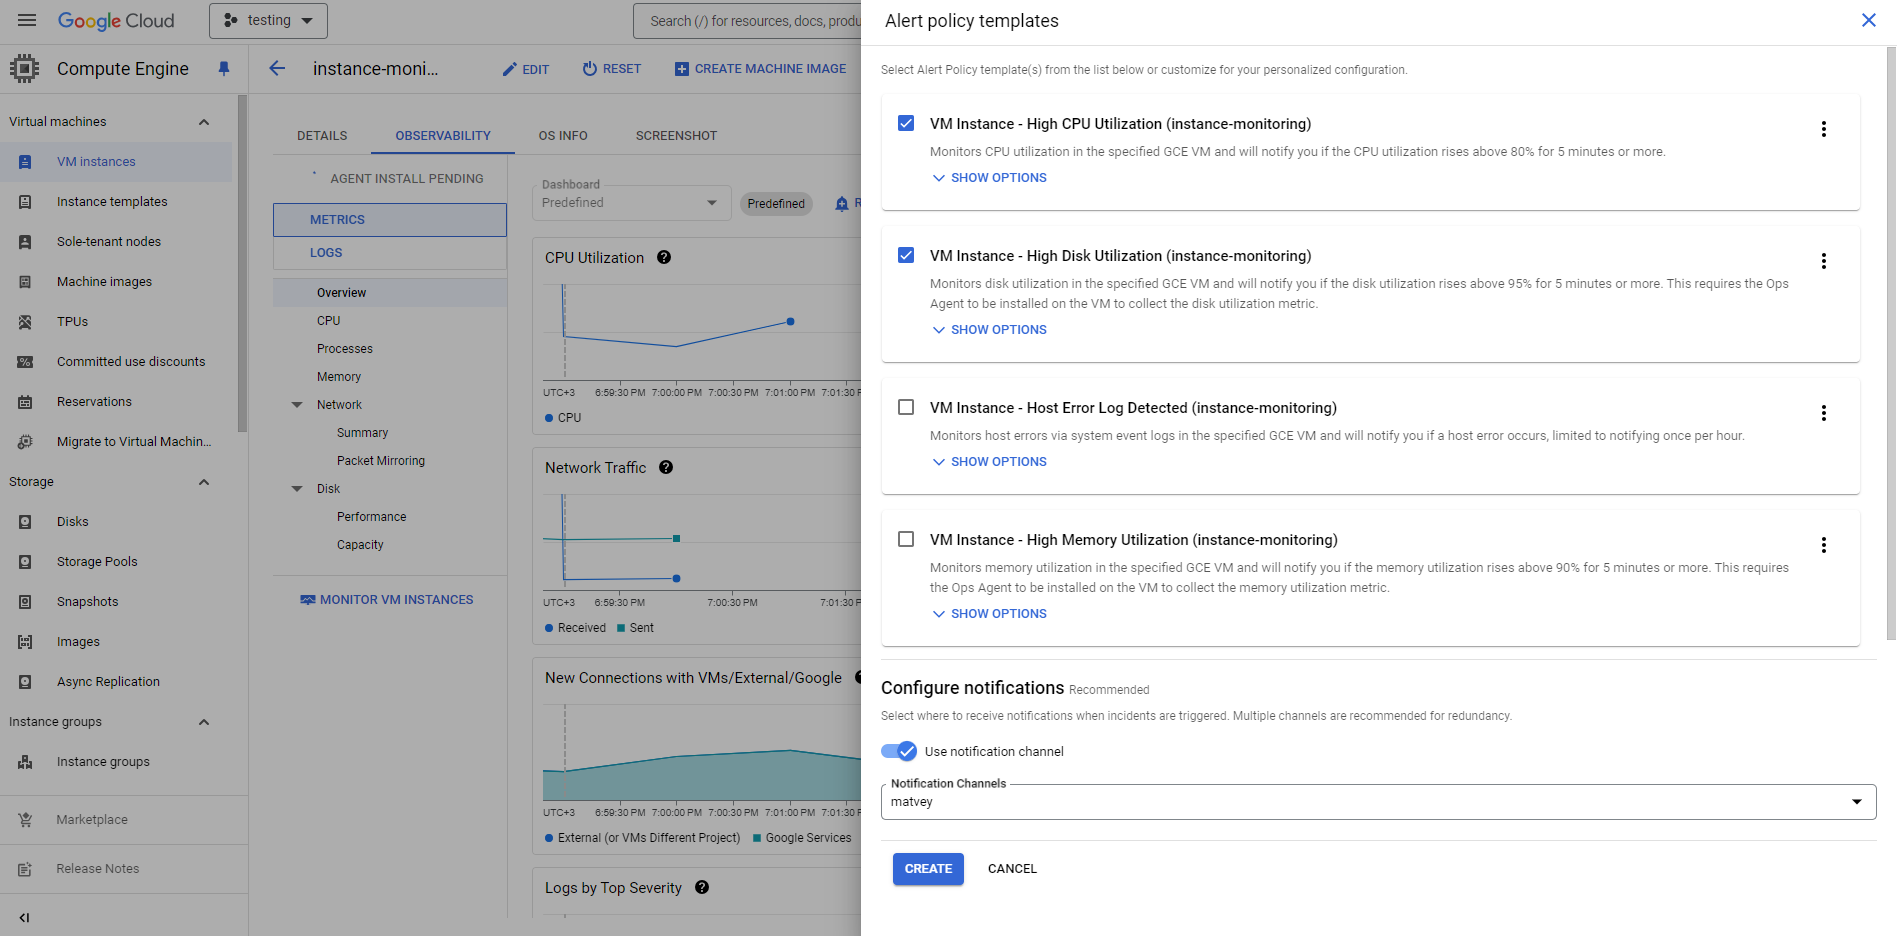 Google Cloud
testing
Search (/) for resources, docs, produ
Compute Engine
instance-moni...
EDIT
RESET
CREATE MACHINE IMAGE
Virtual machines
VM instances
Instance templates
Sole-tenant nodes
Machine images
TPUs
Committed use discounts
Reservations
Migrate to Virtual Machin...
Storage
Disks
Storage Pools
Snapshots
Images
Async Replication
Instance groups
Instance groups
Marketplace
Release Notes
DETAILS
OBSERVABILITY
OS INFO
SCREENSHOT
AGENT INSTALL PENDING
METRICS
LOGS
Overview
CPU
Processes
Memory
Network
Summary
Packet Mirroring
Disk
Performance
Capacity
MONITOR VM INSTANCES
Dashboard
Predefined
Predefined
R
CPU Utilization
UTC+3 6:59:30 PM 7:00:00 PM 7:00:30 PM 7:01:00 PM 7:01:30 P
CPU
Network Traffic
UTC+3 6:59:30 PM 7:00:30 PM 7:01:30 P
Received Sent
New Connections with VMs/External/Google
UTC+3 6:59:30 PM 7:00:00 PM 7:00:30 PM 7:01:00 PM 7:01:30 P
External (or VMs Different Project) Google Services
Logs by Top Severity
Alert policy templates
Select Alert Policy template(s) from the list below or customize for your personalized configuration.
VM Instance - High CPU Utilization (instance-monitoring)
Monitors CPU utilization in the specified GCE VM and will notify you if the CPU utilization rises above 80% for 5 minutes or more.
SHOW OPTIONS
VM Instance - High Disk Utilization (instance-monitoring)
Monitors disk utilization in the specified GCE VM and will notify you if the disk utilization rises above 95% for 5 minutes or more. This requires the Ops
Agent to be installed on the VM to collect the disk utilization metric.
SHOW OPTIONS
VM Instance - Host Error Log Detected (instance-monitoring)
Monitors host errors via system event logs in the specified GCE VM and will notify you if a host error occurs, limited to notifying once per hour.
SHOW OPTIONS
VM Instance - High Memory Utilization (instance-monitoring)
Monitors memory utilization in the specified GCE VM and will notify you if the memory utilization rises above 90% for 5 minutes or more. This requires
the Ops Agent to be installed on the VM to collect the memory utilization metric.
SHOW OPTIONS
Configure notifications Recommended
Select where to receive notifications when incidents are triggered. Multiple channels are recommended for redundancy.
Use notification channel
Notification Channels
matvey
CREATE
CANCEL